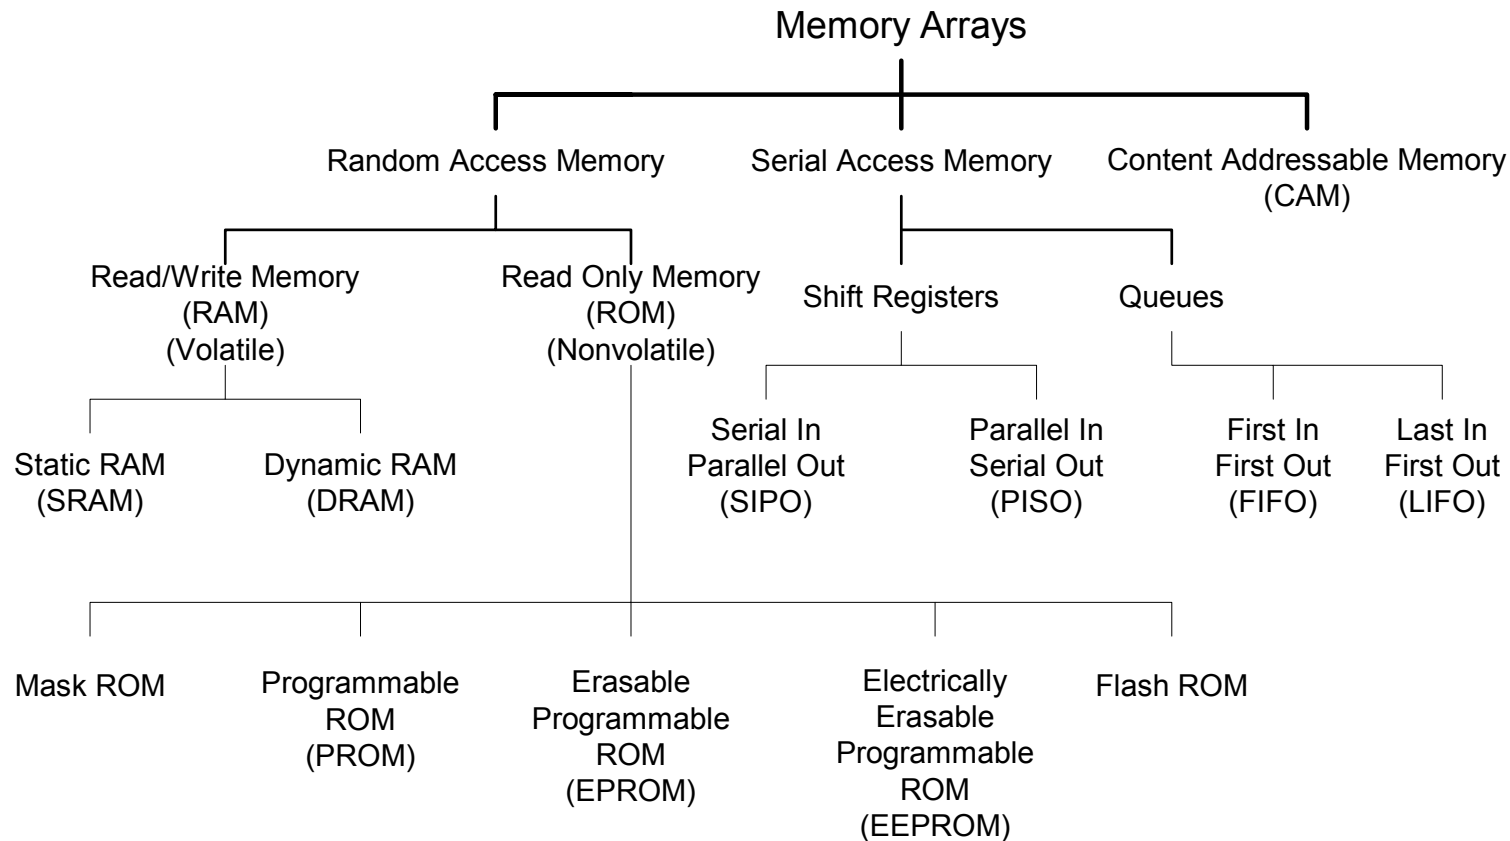 Memory Arrays
Random Access Memory
Serial Access Memory
Content Addressable Memory
(CAM)
Read/Write Memory
(RAM)
(Volatile)
Read Only Memory
(ROM)
(Nonvolatile)
Shift Registers
Queues
Static RAM
(SRAM)
Dynamic RAM
(DRAM)
Serial In
Parallel Out
(SIPO)
Parallel In
Serial Out
(PISO)
First In
First Out
(FIFO)
Last In
First Out
(LIFO)
Mask ROM
Programmable
ROM
(PROM)
Erasable
Programmable
ROM
(EPROM)
Electrically
Erasable
Programmable
ROM
(EEPROM)
Flash ROM